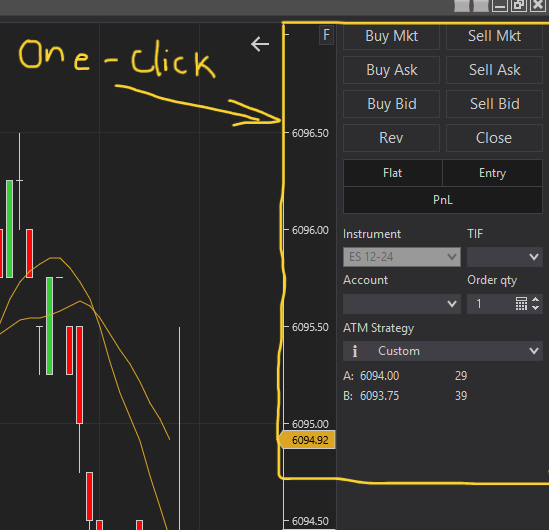 One - Click
F
Buy Mkt Sell Mkt
Buy Ask Sell Ask
Buy Bid Sell Bid
Rev Close
Flat Entry
PnL
Instrument TIF
ES 12-24
Account Order qty
1
ATM Strategy
i Custom
A: 6094.00 29
B: 6093.75 39
6096.50
6096.00
6095.50
6095.00
6094.92
6094.50